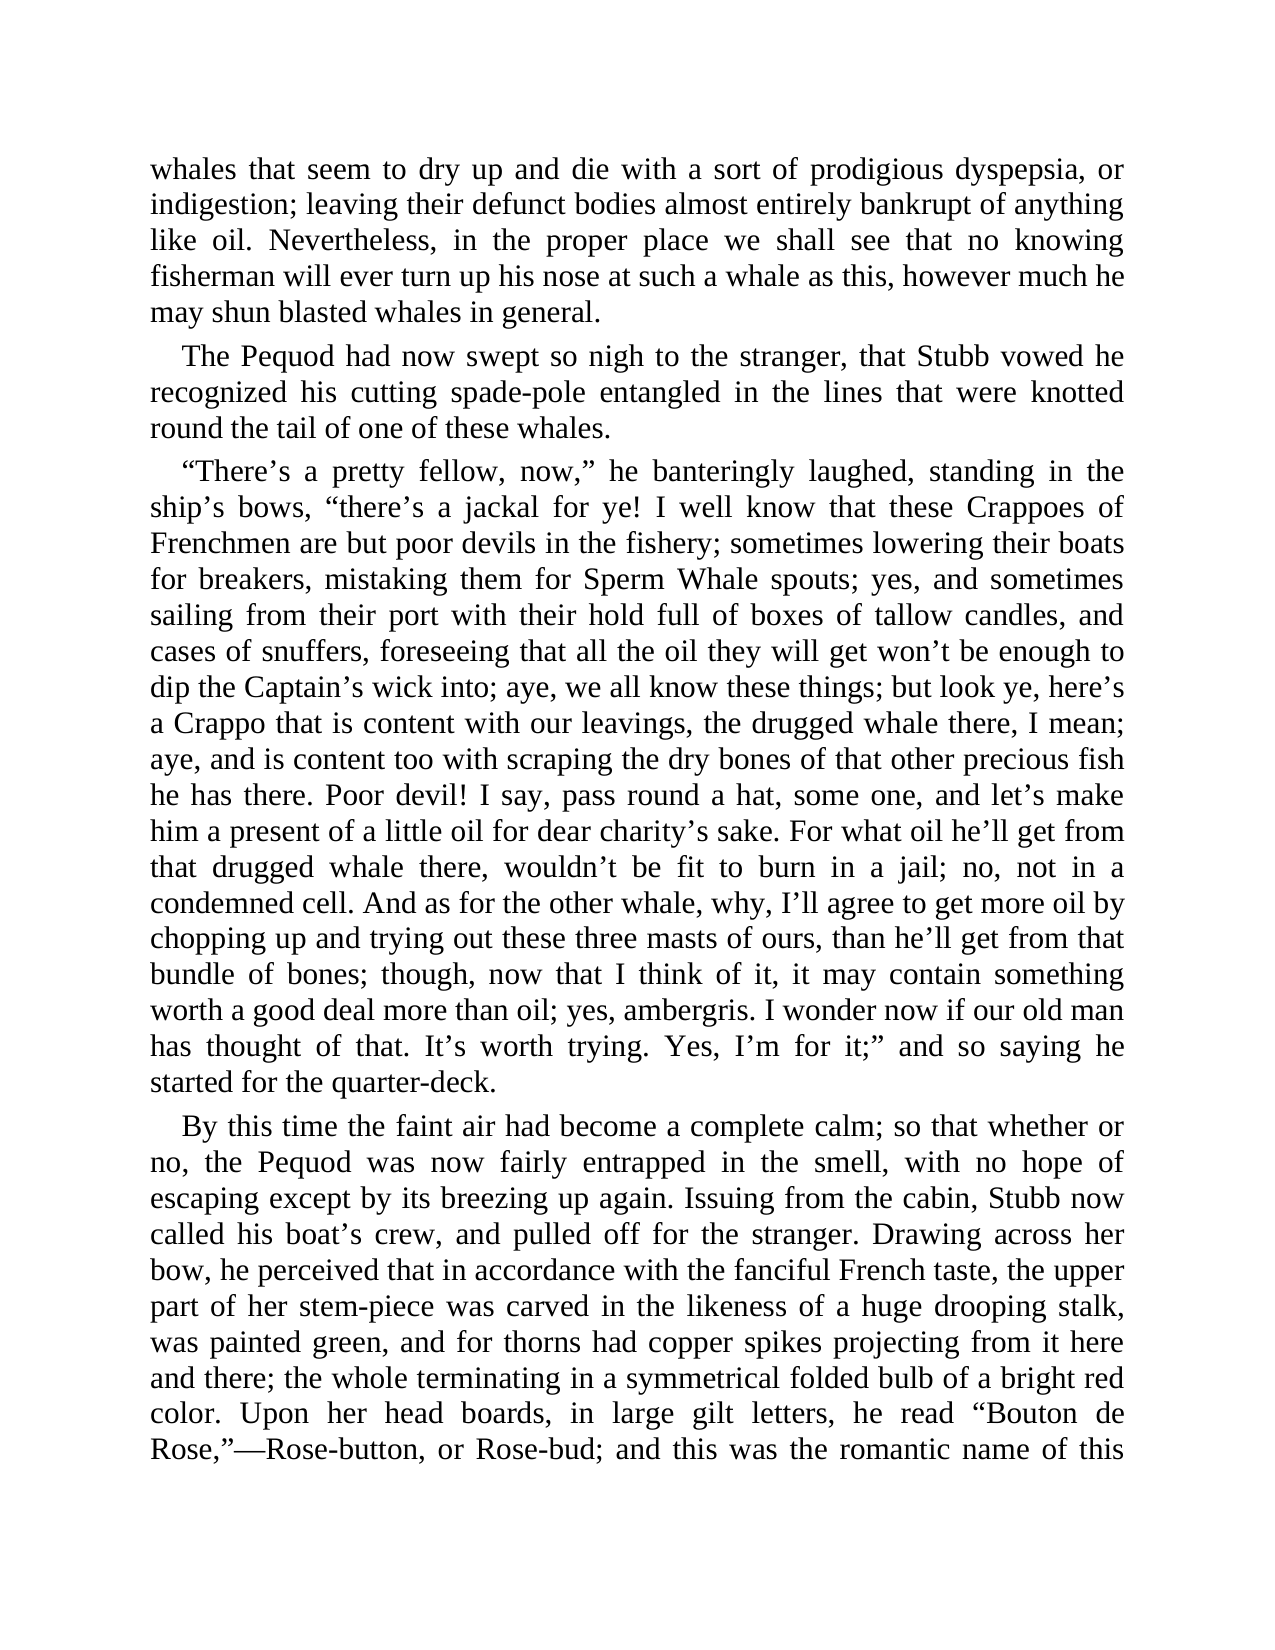 whales that seem to dry up and die with a sort of prodigious dyspepsia, or
indigestion; leaving their defunct bodies almost entirely bankrupt of anything
like oil. Nevertheless, in the proper place we shall see that no knowing
fisherman will ever turn up his nose at such a whale as this, however much he
may shun blasted whales in general.
The Pequod had now swept so nigh to the stranger, that Stubb vowed he
recognized his cutting spade-pole entangled in the lines that were knotted
round the tail of one of these whales.
“There’s a pretty fellow, now,” he banteringly laughed, standing in the
ship’s bows, “there’s a jackal for ye! I well know that these Crappoes of
Frenchmen are but poor devils in the fishery; sometimes lowering their boats
for breakers, mistaking them for Sperm Whale spouts; yes, and sometimes
sailing from their port with their hold full of boxes of tallow candles, and
cases of snuffers, foreseeing that all the oil they will get won’t be enough to
dip the Captain’s wick into; aye, we all know these things; but look ye, here’s
a Crappo that is content with our leavings, the drugged whale there, I mean;
aye, and is content too with scraping the dry bones of that other precious fish
he has there. Poor devil! I say, pass round a hat, some one, and let’s make
him a present of a little oil for dear charity’s sake. For what oil he’ll get from
that drugged whale there, wouldn’t be fit to burn in a jail; no, not in a
condemned cell. And as for the other whale, why, I’ll agree to get more oil by
chopping up and trying out these three masts of ours, than he’ll get from that
bundle of bones; though, now that I think of it, it may contain something
worth a good deal more than oil; yes, ambergris. I wonder now if our old man
has thought of that. It’s worth trying. Yes, I’m for it;” and so saying he
started for the quarter-deck.
By this time the faint air had become a complete calm; so that whether or
no, the Pequod was now fairly entrapped in the smell, with no hope of
escaping except by its breezing up again. Issuing from the cabin, Stubb now
called his boat’s crew, and pulled off for the stranger. Drawing across her
bow, he perceived that in accordance with the fanciful French taste, the upper
part of her stem-piece was carved in the likeness of a huge drooping stalk,
was painted green, and for thorns had copper spikes projecting from it here
and there; the whole terminating in a symmetrical folded bulb of a bright red
color. Upon her head boards, in large gilt letters, he read “Bouton de
Rose,”—Rose-button, or Rose-bud; and this was the romantic name of this